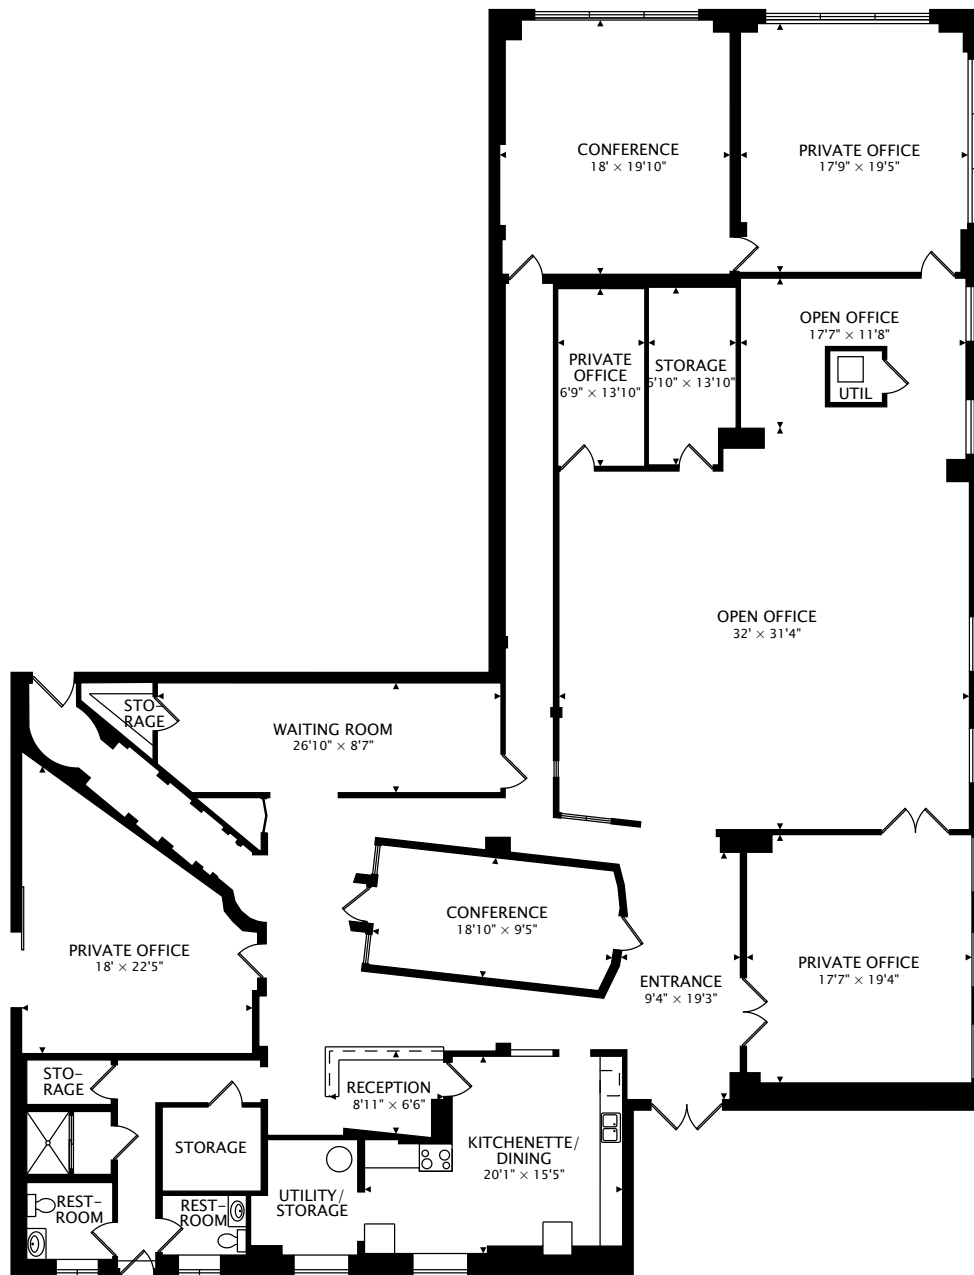 CONFERENCE
18' × 19'10"
PRIVATE OFFICE
17'9" × 19'5"
OPEN OFFICE
17'7" × 11'8"
PRIVATE
OFFICE
6'9" × 13'10"
STORAGE
6'10" × 13'10"
UTIL
OPEN OFFICE
32' × 31'4"
STO-
RAGE
WAITING ROOM
26'10" × 8'7"
CONFERENCE
18'10" × 9'5"
PRIVATE OFFICE
18' × 22'5"
ENTRANCE
9'4" × 19'3"
PRIVATE OFFICE
17'7" × 19'4"
STO-
RAGE
RECEPTION
8'11" × 6'6"
STORAGE
KITCHENETTE/
DINING
20'1" × 15'5"
REST-
ROOM
REST-
ROOM
UTILITY/
STORAGE